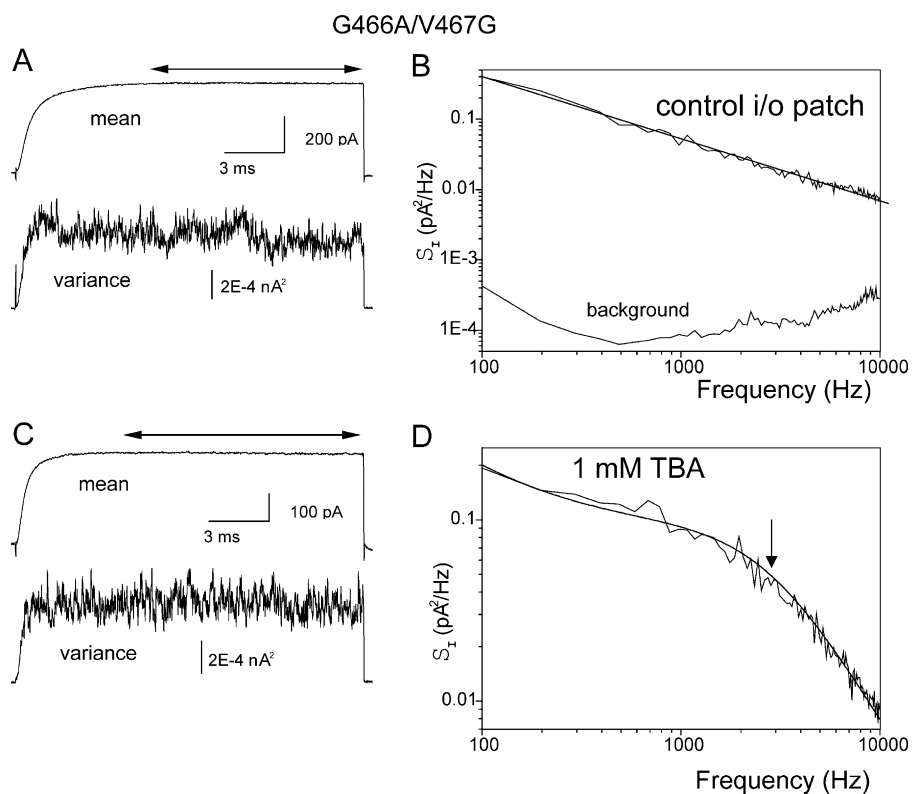 G466A/V467G
A
mean
200 pA
3 ms
variance
2E-4 nA²
B
control i/o patch
0.1
0.01
1E-3
1E-4
S_I (pA²/Hz)
background
100
1000
10000
Frequency (Hz)
C
mean
100 pA
3 ms
variance
2E-4 nA²
D
1 mM TBA
0.1
0.01
S_I (pA²/Hz)
100
1000
10000
Frequency (Hz)